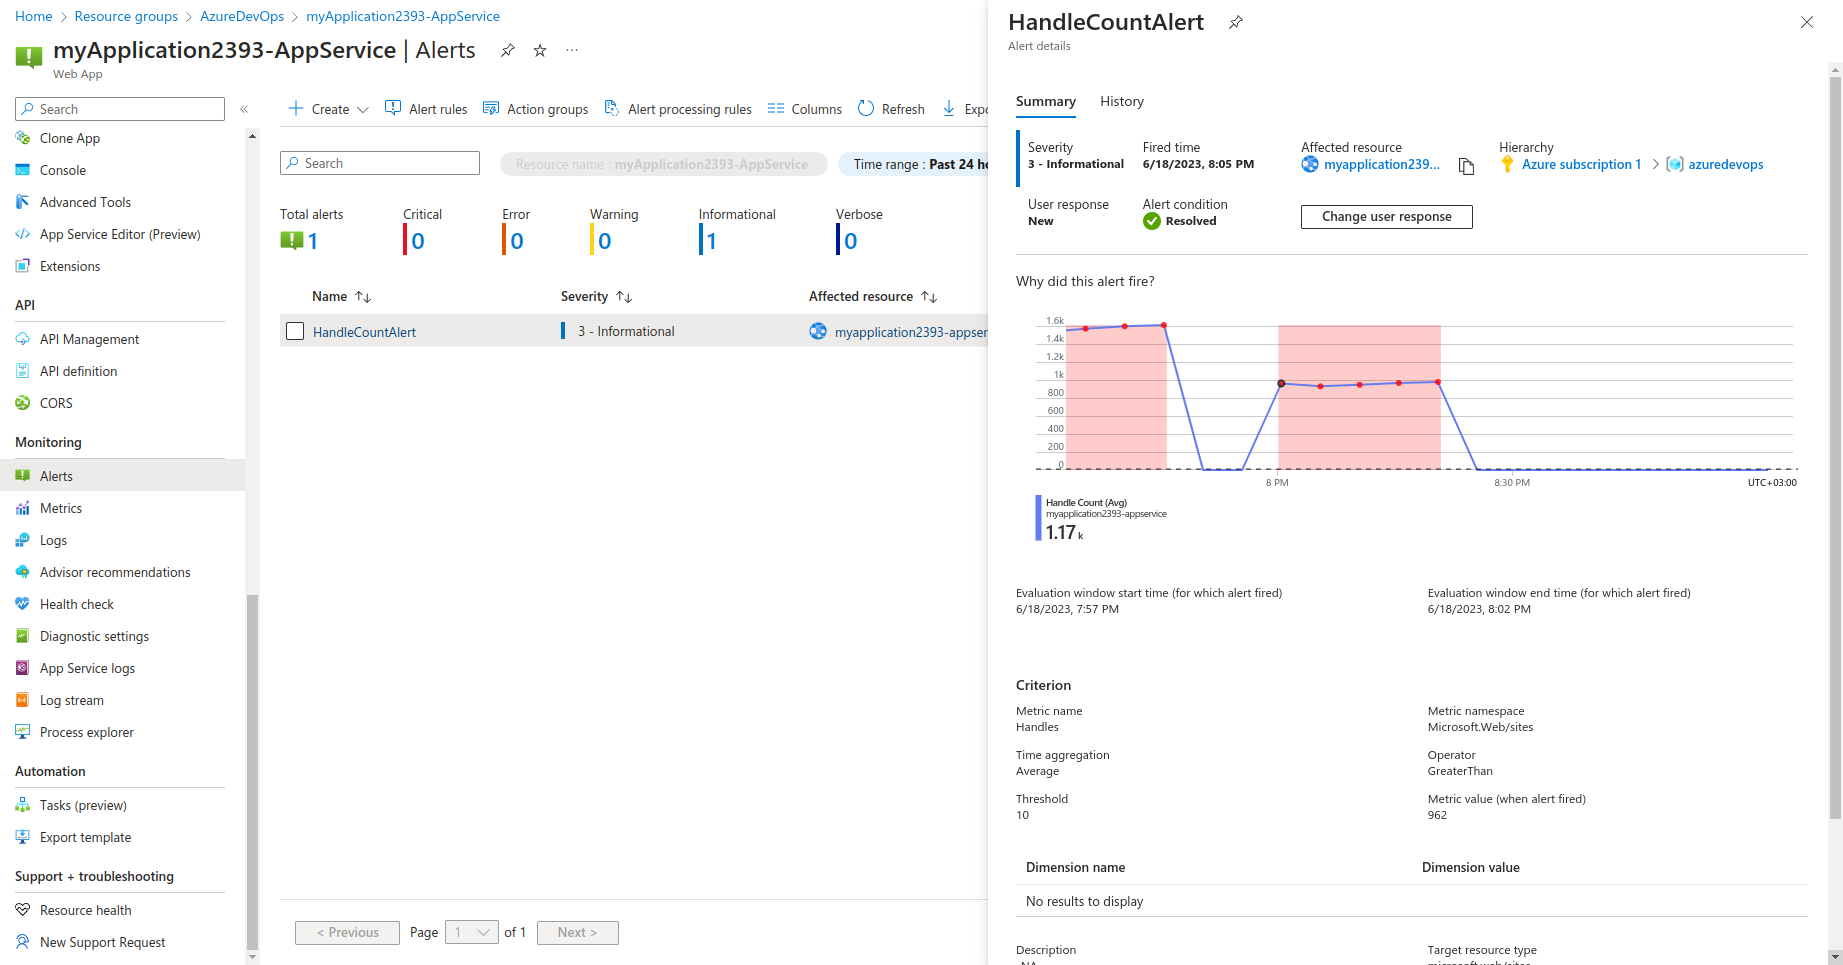 Home > Resource groups > AzureDevOps > myApplication2393-AppService
myApplication2393-AppService | Alerts
Web App
Search
Clone App
Console
Advanced Tools
App Service Editor (Preview)
Extensions
API
API Management
API definition
CORS
Monitoring
Alerts
Metrics
Logs
Advisor recommendations
Health check
Diagnostic settings
App Service logs
Log stream
Process explorer
Automation
Tasks (preview)
Export template
Support + troubleshooting
Resource health
New Support Request
Create Alert rules Action groups Alert processing rules Columns Refresh Expo
Search Resource name : myApplication2393-AppService Time range : Past 24 ho
Total alerts Critical Error Warning Informational Verbose
1 0 0 0 1 0
Name Severity Affected resource
HandleCountAlert 3 - Informational myapplication2393-appser
< Previous Page 1 of 1 Next >
HandleCountAlert
Alert details
Summary History
Severity Fired time Affected resource Hierarchy
3 - Informational 6/18/2023, 8:05 PM myapplication239... Azure subscription 1 > azuredevops
User response Alert condition
New Resolved Change user response
Why did this alert fire?
1.6k
1.4k
1.2k
1k
800
600
400
200
0
8 PM 8:30 PM UTC+03:00
Handle Count (Avg)
myapplication2393-appservice
1.17 k
Evaluation window start time (for which alert fired) Evaluation window end time (for which alert fired)
6/18/2023, 7:57 PM 6/18/2023, 8:02 PM
Criterion
Metric name Metric namespace
Handles Microsoft.Web/sites
Time aggregation Operator
Average GreaterThan
Threshold Metric value (when alert fired)
10 962
Dimension name Dimension value
No results to display
Description Target resource type